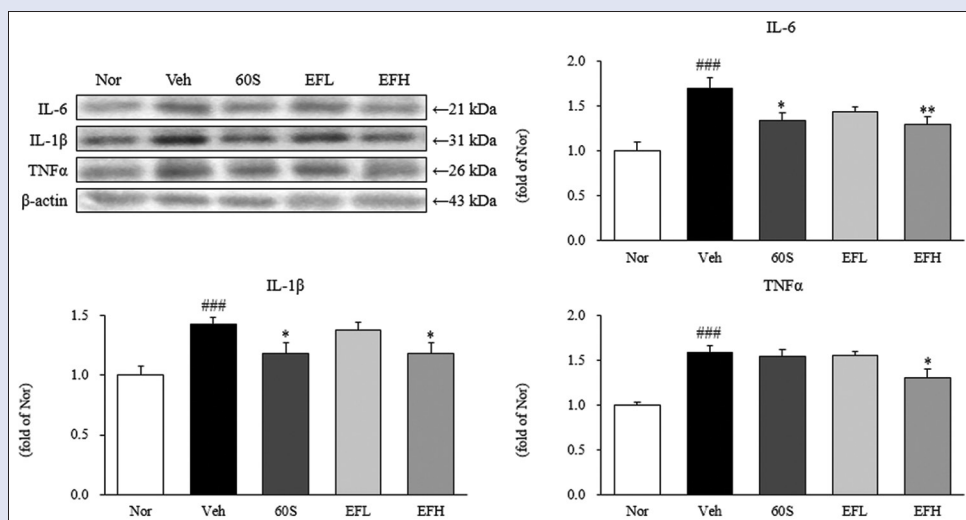 Nor Veh 60S EFL EFH
IL-6 ←21 kDa
IL-1β ←31 kDa
TNFα ←26 kDa
β-actin ←43 kDa
IL-6
(fold of Nor)
2.0
1.5
1.0
0.5
0.0
###
*
**
Nor Veh 60S EFL EFH
IL-1β
(fold of Nor)
1.5
1.0
0.5
0.0
###
*
*
Nor Veh 60S EFL EFH
TNFα
(fold of Nor)
2.0
1.5
1.0
0.5
0.0
###
*
Nor Veh 60S EFL EFH